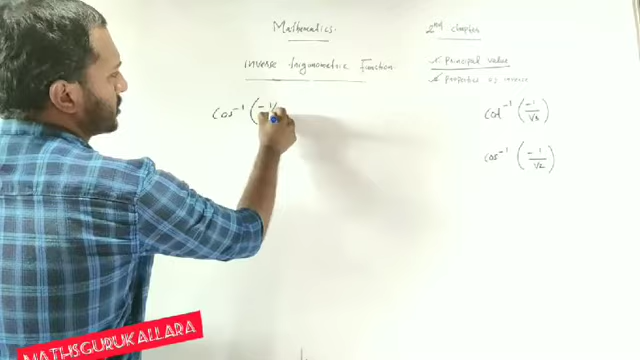 Mathematics.
2nd chapter
inverse trigonometric Function.
✓ Principal value
✓ Properties of inverse
cos⁻¹ (-1/
cot⁻¹ (-1/√3)
cos⁻¹ (-1/√2)
MATHSGURUKALLARA